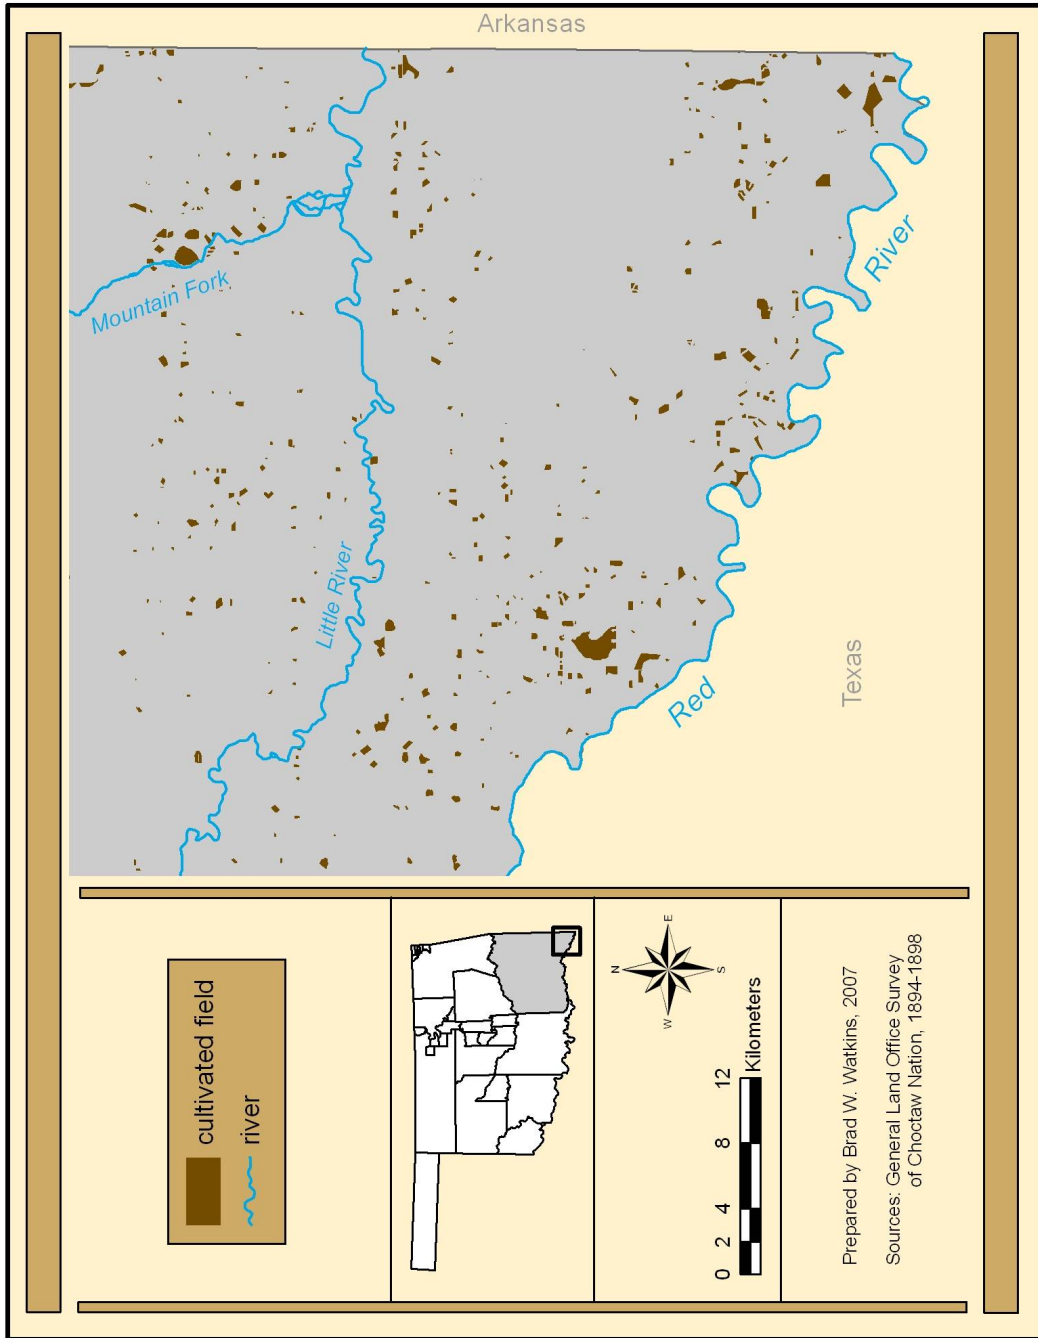 Arkansas
Mountain Fork
Little River
Red
River
Texas
cultivated field
river
N
E
S
W
0 2 4 8 12
Kilometers
Prepared by Brad W. Watkins, 2007
Sources: General Land Office Survey
of Choctaw Nation, 1894-1898